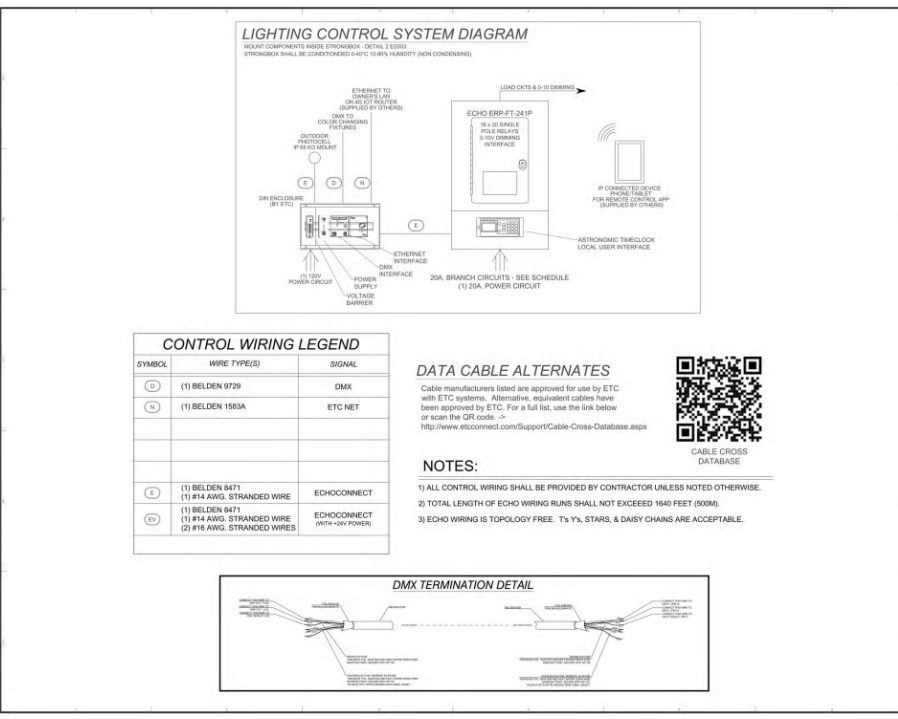 LIGHTING CONTROL SYSTEM DIAGRAM
MOUNT COMPONENTS INSIDE STRONGBOX - DETAIL 2 ES503
STRONGBOX SHALL BE CONDITIONDED 0-40°C 10-90% HUMIDITY (NON CONDENSING)
ETHERNET TO
OWNER'S LAN
OR 4G IOT ROUTER
(SUPPLIED BY OTHERS)
DMX TO
COLOR CHANGING
FIXTURES
OUTDOOR
PHOTOCELL
IP 65 KO MOUNT
E
D
N
DIN ENCLOSURE
(BY ETC)
E
ETHERNET
INTERFACE
DMX
INTERFACE
POWER
SUPPLY
VOLTAGE
BARRIER
(1) 120V
POWER CIRCUIT
LOAD CKTS & 0-10 DIMMING
ECHO ERP-FT-241P
16 x 20 SINGLE
POLE RELAYS
0-10V DIMMING
INTERFACE
IP CONNECTED DEVICE
PHONE/TABLET
FOR REMOTE CONTROL APP
(SUPPLIED BY OTHERS)
ASTRONOMIC TIMECLOCK
LOCAL USER INTERFACE
20A. BRANCH CIRCUITS - SEE SCHEDULE
(1) 20A. POWER CIRCUIT
CONTROL WIRING LEGEND
SYMBOL WIRE TYPE(S) SIGNAL
D (1) BELDEN 9729 DMX
N (1) BELDEN 1583A ETC NET
E (1) BELDEN 8471
(1) #14 AWG. STRANDED WIRE ECHOCONNECT
EV (1) BELDEN 8471
(1) #14 AWG. STRANDED WIRE
(2) #16 AWG. STRANDED WIRES
ECHOCONNECT
(WITH +24V POWER)
DATA CABLE ALTERNATES
Cable manufacturers listed are approved for use by ETC
with ETC systems. Alternative, equivalent cables have
been approved by ETC. For a full list, use the link below
or scan the QR code. ->
http://www.etcconnect.com/Support/Cable-Cross-Database.aspx
CABLE CROSS
DATABASE
NOTES:
1) ALL CONTROL WIRING SHALL BE PROVIDED BY CONTRACTOR UNLESS NOTED OTHERWISE.
2) TOTAL LENGTH OF ECHO WIRING RUNS SHALL NOT EXCEEED 1640 FEET (500M).
3) ECHO WIRING IS TOPOLOGY FREE. T's Y's, STARS, & DAISY CHAINS ARE ACCEPTABLE.
DMX TERMINATION DETAIL